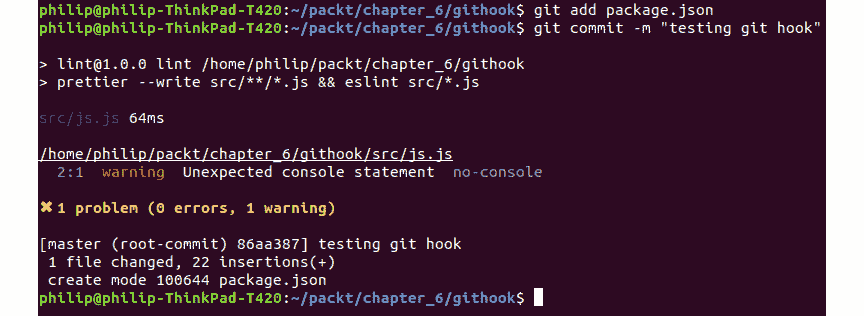 philip@philip-ThinkPad-T420:~/packt/chapter_6/githook$ git add package.json
philip@philip-ThinkPad-T420:~/packt/chapter_6/githook$ git commit -m "testing git hook"
> lint@1.0.0 lint /home/philip/packt/chapter_6/githook
> prettier --write src/**/*.js && eslint src/*.js
src/js.js 64ms
/home/philip/packt/chapter_6/githook/src/js.js
2:1 warning Unexpected console statement no-console
✖ 1 problem (0 errors, 1 warning)
[master (root-commit) 86aa387] testing git hook
1 file changed, 22 insertions(+)
create mode 100644 package.json
philip@philip-ThinkPad-T420:~/packt/chapter_6/githook$